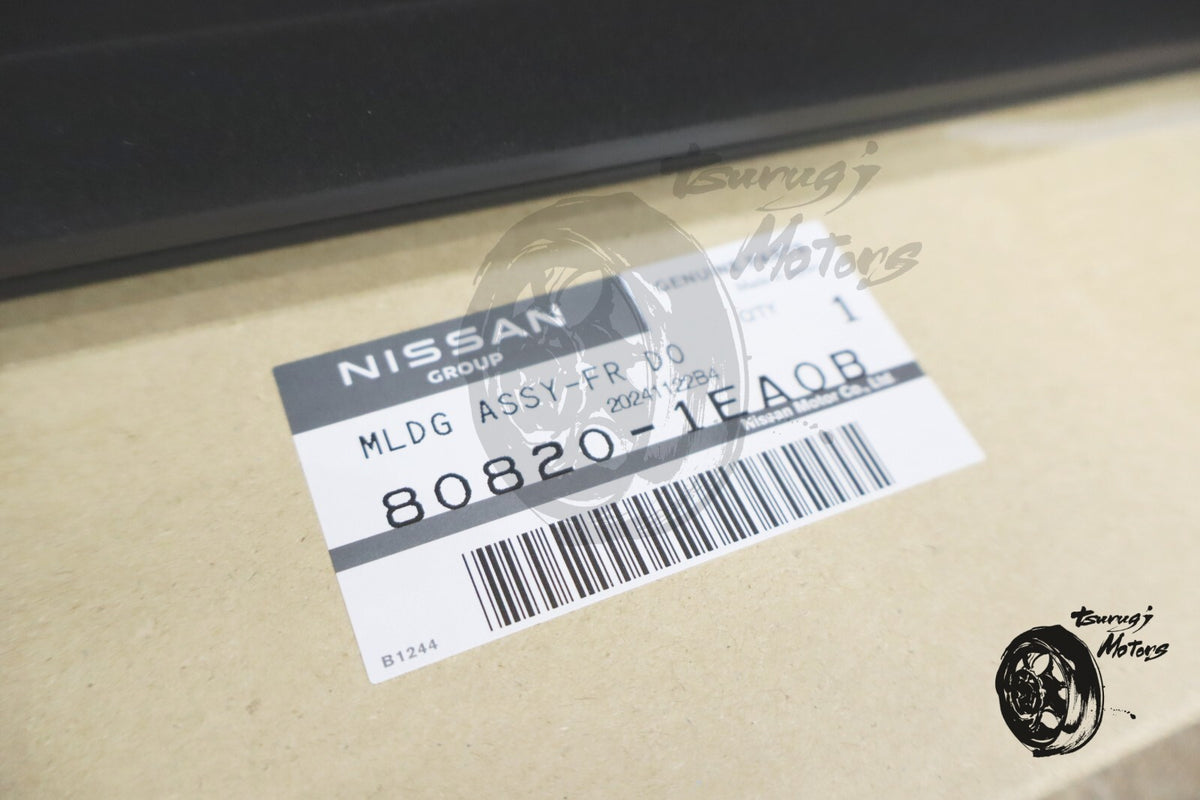 tsurugi
Motors
NISSAN
GROUP
QTY 1
MLDG ASSY-FR DO
20241122B4
80820-1EA0B
Nissan Motor Co., Ltd.
B1244
tsurugi
Motors